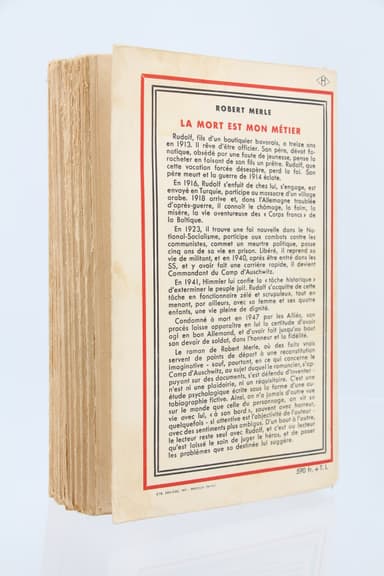 H
ROBERT MERLE
LA MORT EST MON MÉTIER
Rudolf, fils d'un boutiquier bavarois, a treize ans
en 1913. Il rêve d'être officier. Son père, dévot fa-
natique, obsédé par une faute de jeunesse, pense la
racheter en faisant de son fils un prêtre. Rudolf, que
cette vocation forcée désespère, perd la foi. Son
père meurt et la guerre de 1914 éclate.
En 1916, Rudolf s'enfuit de chez lui, s'engage, est
envoyé en Turquie, participe au massacre d'un village
arabe. 1918 arrive et, dans l'Allemagne troublée
d'après-guerre, il connaît le chômage, la faim, la
misère, la vie aventureuse des « Corps francs » de
la Baltique.
En 1923, il trouve une foi nouvelle dans le Na-
tional-Socialisme, participe aux combats contre les
communistes, commet un meurtre politique, passe
cinq ans de sa vie en prison. Libéré, il reprend sa
vie de militant, et en 1940, après être entré dans les
SS, et y avoir fait une carrière rapide, il devient
Commandant du Camp d'Auschwitz.
En 1941, Himmler lui confie la « tâche historique »
d'exterminer le peuple juif. Rudolf s'acquitte de cette
tâche en fonctionnaire zélé et scrupuleux, tout en
menant, par ailleurs, avec sa femme et ses quatre
enfants, une vie pleine de dignité.
Condamné à mort en 1947 par les Alliés, son
procès laisse apparaître en lui la certitude d'avoir
agi en bon Allemand, et d'avoir fait jusqu'au bout
son devoir de soldat, dans l'honneur et la fidélité.
Le roman de Robert Merle, où des faits vrais
servent de points de départ à une reconstitution
imaginative - sauf, pourtant, en ce qui concerne le
Camp d'Auschwitz, au sujet duquel le romancier, s'ap-
puyant sur des documents, s'est défendu d'inventer -
n'est ni une plaidoirie, ni un réquisitoire. C'est une
étude psychologique écrite sous la forme d'une au-
tobiographie fictive. Ainsi, on n'a jamais d'autre vue
sur le monde que celle du personnage, on vit sa
vie avec lui, « à son bord », souvent avec horreur,
quelquefois - si attentive est l'objectivité de l'auteur -
avec des sentiments plus ambigus. D'un bout à l'autre,
le lecteur reste seul avec Rudolf, et c'est au lecteur
qu'est laissé le soin de juger le héros, et de poser
les problèmes que sa destinée lui suggère.
590 fr. + T. L.